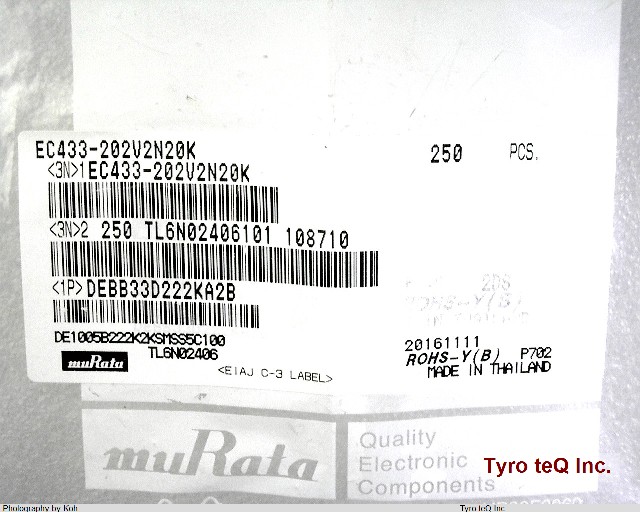 EC433-202V2N20K 250 PCS.
<3N>1EC433-202V2N20K
<3N>2 250 TL6N02406101 108710
<1P>DEBB33D222KA2B
2DS
ROHS-Y(S)
DE1005B222K2KSMSS5C100
TL6N02406
20161111
ROHS-Y(B) P702
MADE IN THAILAND
muRata
<EIAJ C-3 LABEL>
muRata
Quality
Electronic
Components
Tyro teQ Inc.
Photography by Koh
Tyro teQ Inc